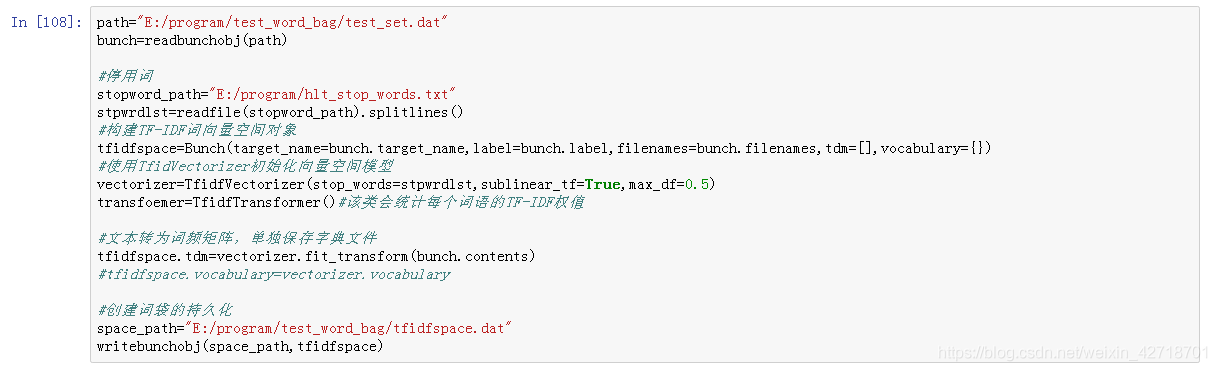 In [108]:
path="E:/program/test_word_bag/test_set.dat"
bunch=readbunchobj(path)
#停用词
stopword_path="E:/program/hlt_stop_words.txt"
stpwrdlst=readfile(stopword_path).splitlines()
#构建TF-IDF词向量空间对象
tfidfspace=Bunch(target_name=bunch.target_name,label=bunch.label,filenames=bunch.filenames,tdm=[],vocabulary={})
#使用TfidVectorizer初始化向量空间模型
vectorizer=TfidfVectorizer(stop_words=stpwrdlst,sublinear_tf=True,max_df=0.5)
transfoemer=TfidfTransformer()#该类会统计每个词语的TF-IDF权值
#文本转为词频矩阵，单独保存字典文件
tfidfspace.tdm=vectorizer.fit_transform(bunch.contents)
#tfidfspace.vocabulary=vectorizer.vocabulary
#创建词袋的持久化
space_path="E:/program/test_word_bag/tfidfspace.dat"
writebunchobj(space_path,tfidfspace)
https://blog.csdn.net/weixin_42718701